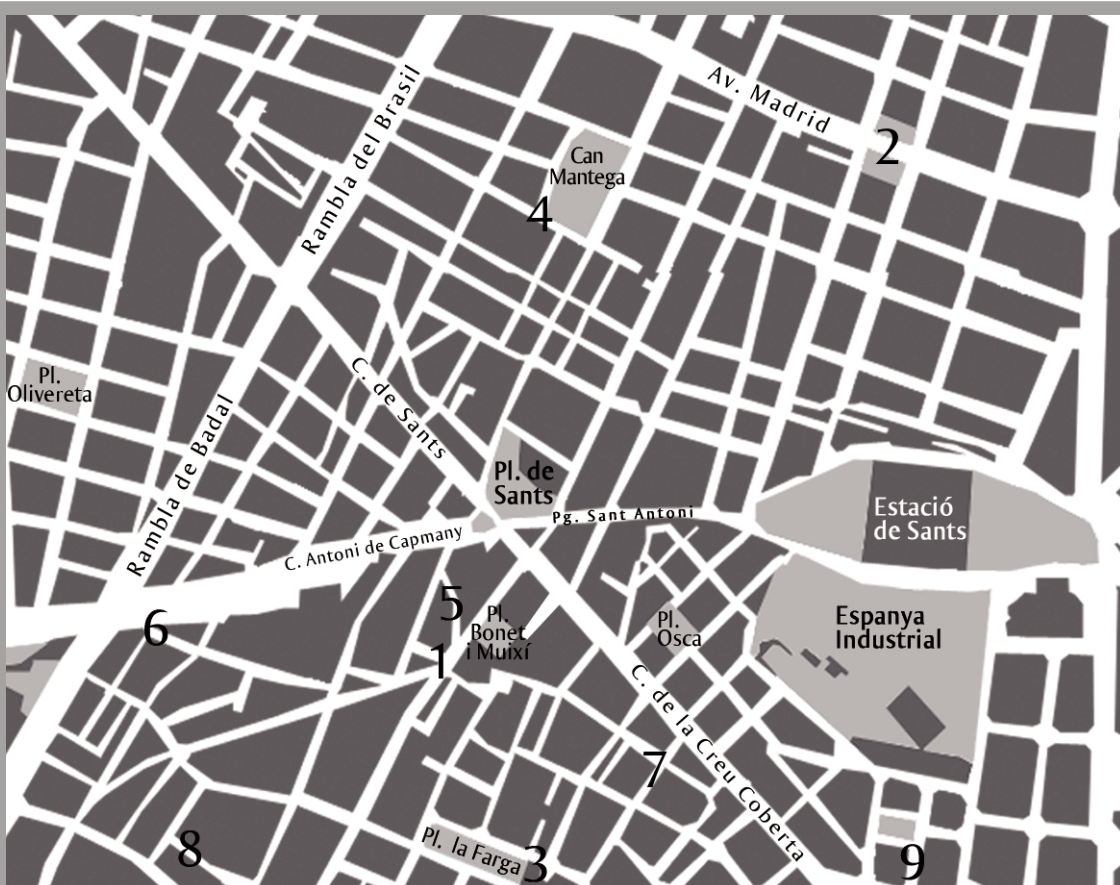 Av. Madrid
2
Rambla del Brasil
Can
Mantega
4
Pl.
Olivereta
C. de Sants
Rambla de Badal
Pl. de
Sants
Pg. Sant Antoni
Estació
de Sants
C. Antoni de Capmany
5
Pl.
Bonet
i Muixí
Pl.
Osca
Espanya
Industrial
6
1
C. de la Creu Coberta
7
8
Pl. la Farga
3
9